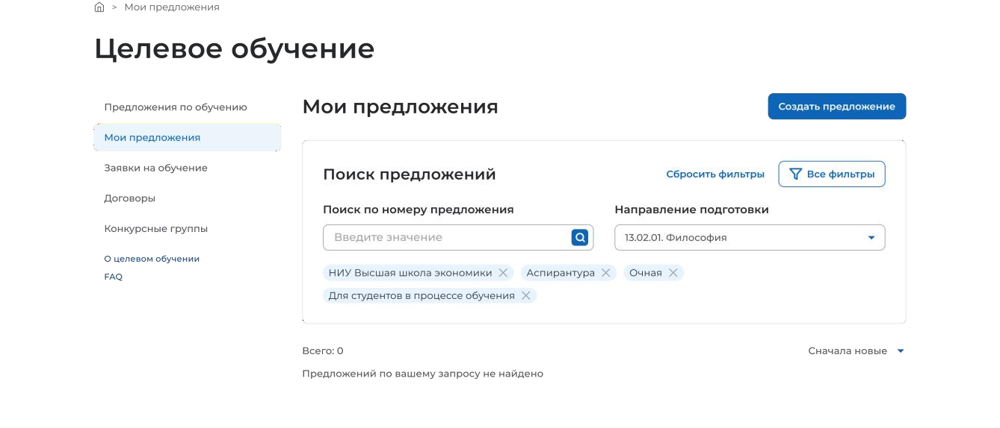 > Мои предложения
Целевое обучение
Предложения по обучению
Мои предложения
Заявки на обучение
Договоры
Конкурсные группы
О целевом обучении
FAQ
Мои предложения
Создать предложение
Поиск предложений
Сбросить фильтры
Все фильтры
Поиск по номеру предложения
Направление подготовки
Введите значение
13.02.01. Философия
НИУ Высшая школа экономики
Аспирантура
Очная
Для студентов в процессе обучения
Всего: 0
Сначала новые
Предложений по вашему запросу не найдено